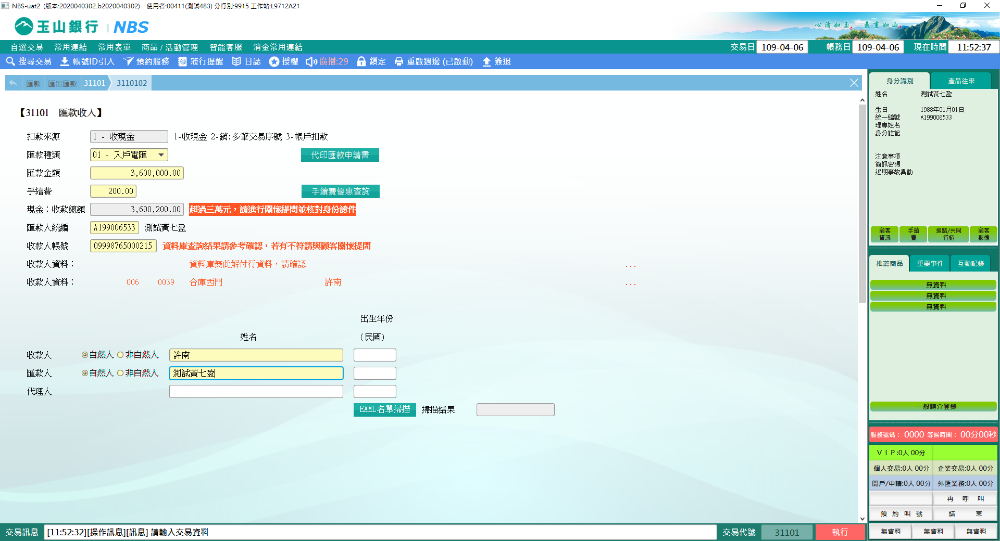 NBS-uat2 (版本:2020040302.b2020040302) 使用者:00411(測試483) 分行別:9915 工作站:L9712A21
玉山銀行 | NBS
心清如玉。 義重如山。
自選交易 常用連結 常用表單 商品 / 活動管理 智能客服 消金常用連結 交易日 109-04-06 帳務日 109-04-06 現在時間 11:52:37
搜尋交易 帳號ID引入 預約服務 蒞行提醒 日誌 授權 廣播:29 鎖定 重啟週邊 (已啟動) 簽退
匯款 匯出匯款 31101 3110102
【31101 匯款收入】
扣款來源 1 - 收現金 1-收現金 2-銷:多筆交易序號 3-帳戶扣款
匯款種類 01 - 入戶電匯 代印匯款申請書
匯款金額 3,600,000.00
手續費 200.00 手續費優惠查詢
現金：收款總額 3,600,200.00 超過三萬元，請進行關懷提問並核對身份證件
匯款人統編 A199006533 測試黃七盈
收款人帳號 09998765000215 資料庫查詢結果請參考確認，若有不符請與顧客關懷提問
收款人資料： 資料庫無此解付行資料，請確認 ...
收款人資料： 006 0039 合庫西門 許南 ...
出生年份
姓名 (民國)
收款人 自然人 非自然人 許南
匯款人 自然人 非自然人 測試黃七盈
代理人
EAML名單掃描 掃描結果
交易訊息 [11:52:32][操作訊息][訊息] 請輸入交易資料 交易代號 31101 執行
身分識別 產品往來
姓名 測試黃七盈
生日 1988年01月01日
統一編號 A199006533
理專姓名
身分註記
注意事項
簡訊密碼
近期事故異動
顧客資訊 手續費 通路/共同行銷 顧客影像
推薦商品 重要事件 互動記錄
無資料
無資料
無資料
一般轉介登錄
服務號碼： 0000 等候時間： 00分00秒
ＶＩＰ:0人 00分
個人交易:0人 00分 企業交易:0人 00分
開戶/申請:0人 00分 外匯業務:0人 00分
再 呼 叫
預 約 叫 號 結 束
無資料 無資料 無資料